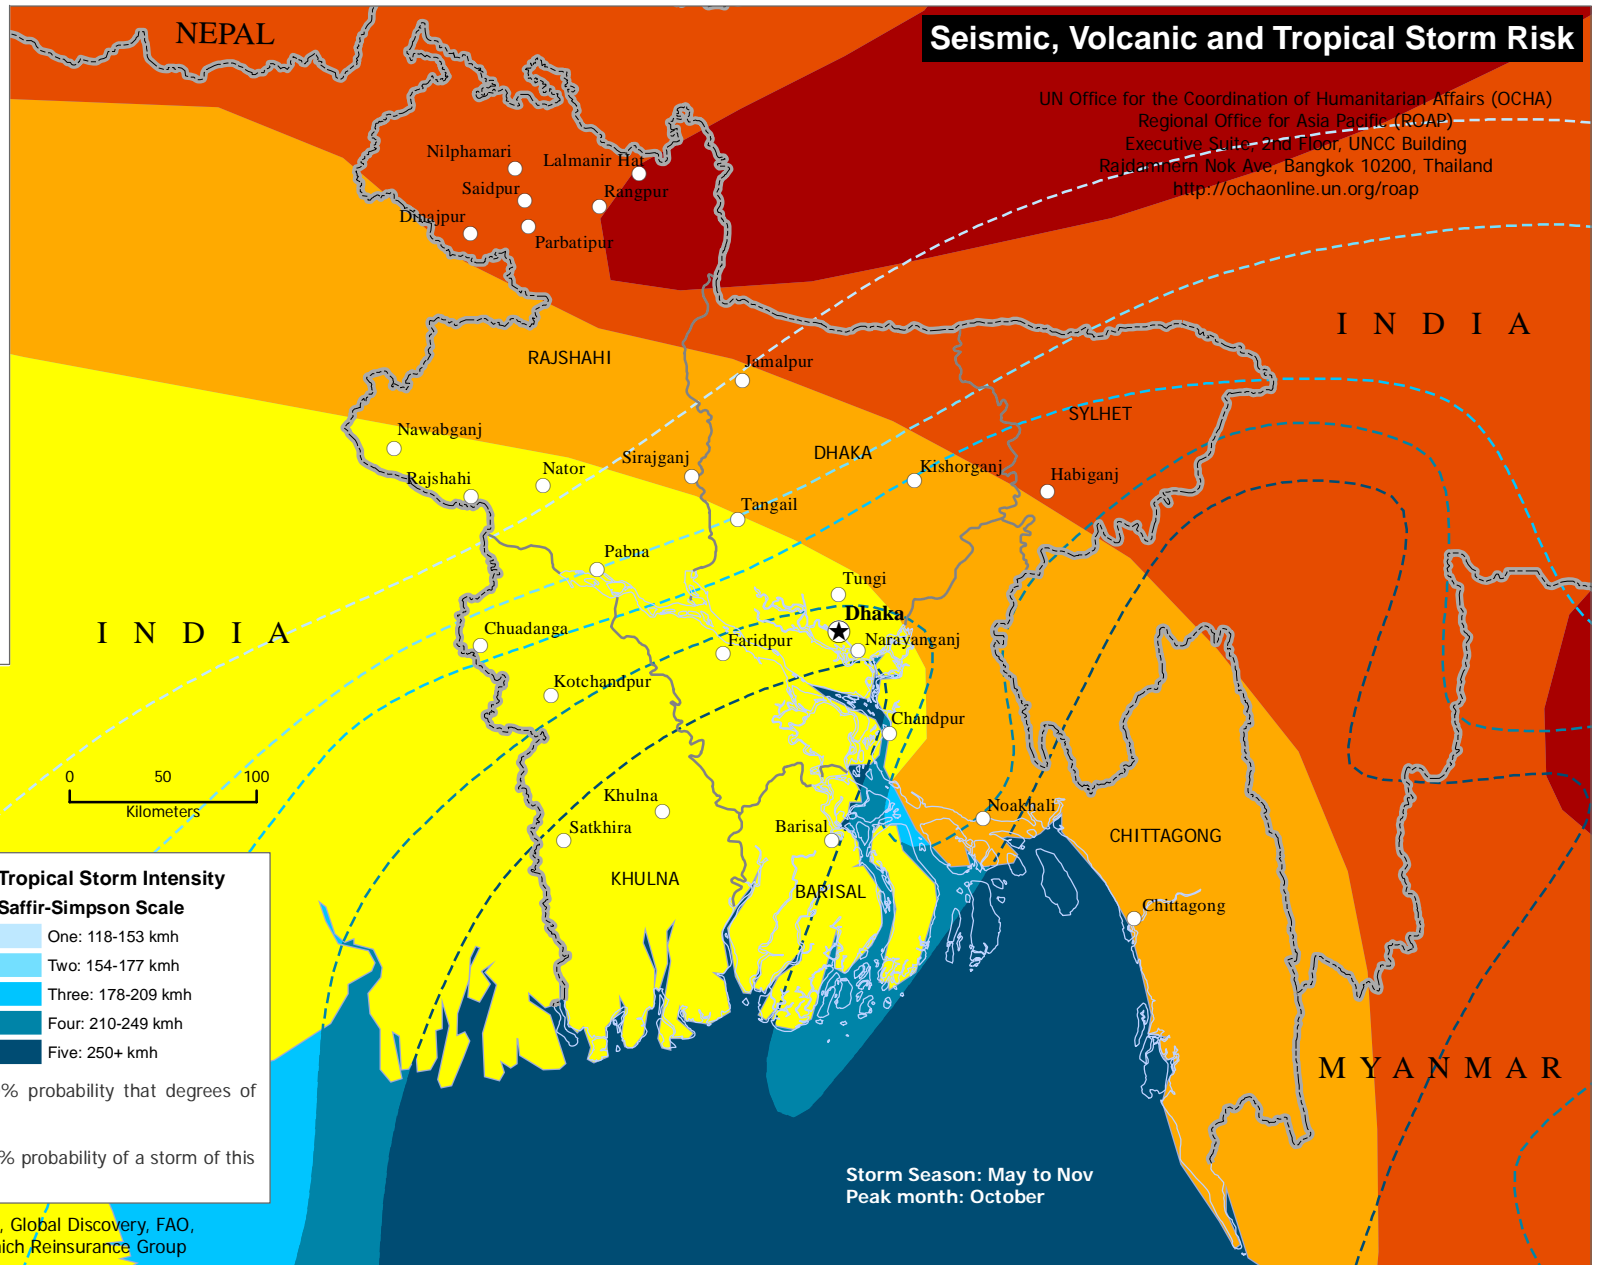 NEPAL
Seismic, Volcanic and Tropical Storm Risk
UN Office for the Coordination of Humanitarian Affairs (OCHA)
Regional Office for Asia Pacific (ROAP)
Executive Suite, 2nd Floor, UNCC Building
Rajdamnern Nok Ave, Bangkok 10200, Thailand
http://ochaonline.un.org/roap
Nilphamari
Lalmanir Hat
Saidpur
Rangpur
Dinajpur
Parbatipur
INDIA
RAJSHAHI
Jamalpur
SYLHET
Nawabganj
DHAKA
Sirajganj
Kishorganj
Nator
Rajshahi
Habiganj
Tangail
Pabna
Tungi
Dhaka
INDIA
Chuadanga
Faridpur
Narayanganj
Kotchandpur
Chandpur
0 50 100
Kilometers
Khulna
Noakhali
Satkhira
Barisal
CHITTAGONG
KHULNA
BARISAL
Chittagong
Tropical Storm Intensity
Saffir-Simpson Scale
One: 118-153 kmh
Two: 154-177 kmh
Three: 178-209 kmh
Four: 210-249 kmh
Five: 250+ kmh
% probability that degrees of
% probability of a storm of this
MYANMAR
Storm Season: May to Nov
Peak month: October
, Global Discovery, FAO,
ich Reinsurance Group